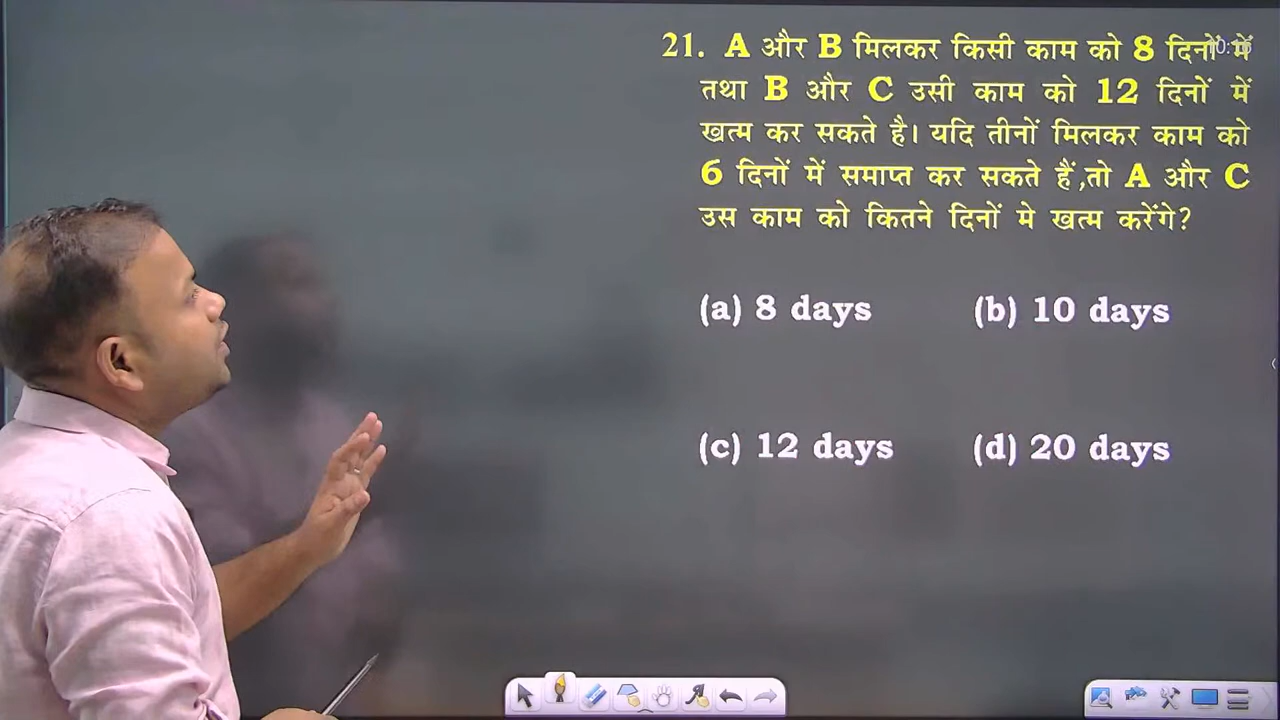 21. A और B मिलकर किसी काम को 8 दिनों में
तथा B और C उसी काम को 12 दिनों में
खत्म कर सकते है। यदि तीनों मिलकर काम को
6 दिनों में समाप्त कर सकते हैं,तो A और C
उस काम को कितने दिनों मे खत्म करेंगे?
(a) 8 days (b) 10 days
(c) 12 days (d) 20 days